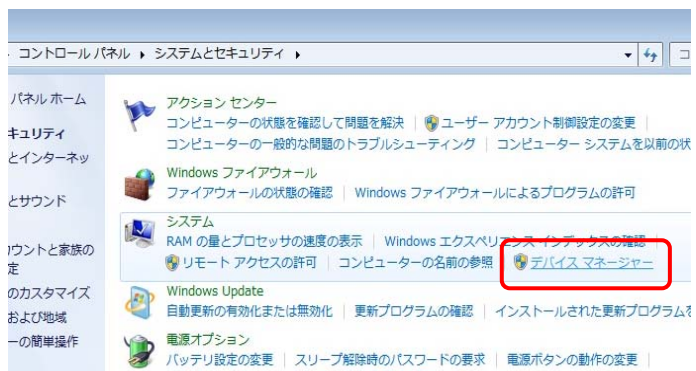 コントロール パネル ▸ システムとセキュリティ ▸
パネル ホーム
キュリティ
とインターネッ
とサウンド
カウントと家族の
定
のカスタマイズ
および地域
ーの簡単操作
アクション センター
コンピューターの状態を確認して問題を解決 | ユーザー アカウント制御設定の変更 |
コンピューターの一般的な問題のトラブルシューティング | コンピューター システムを以前の状
Windows ファイアウォール
ファイアウォールの状態の確認 | Windows ファイアウォールによるプログラムの許可
システム
RAM の量とプロセッサの速度の表示 | Windows エクスペリエンス インデックスの確認 |
リモート アクセスの許可 | コンピューターの名前の参照 | デバイス マネージャー
Windows Update
自動更新の有効化または無効化 | 更新プログラムの確認 | インストールされた更新プログラムを
電源オプション
バッテリ設定の変更 | スリープ解除時のパスワードの要求 | 電源ボタンの動作の変更 |